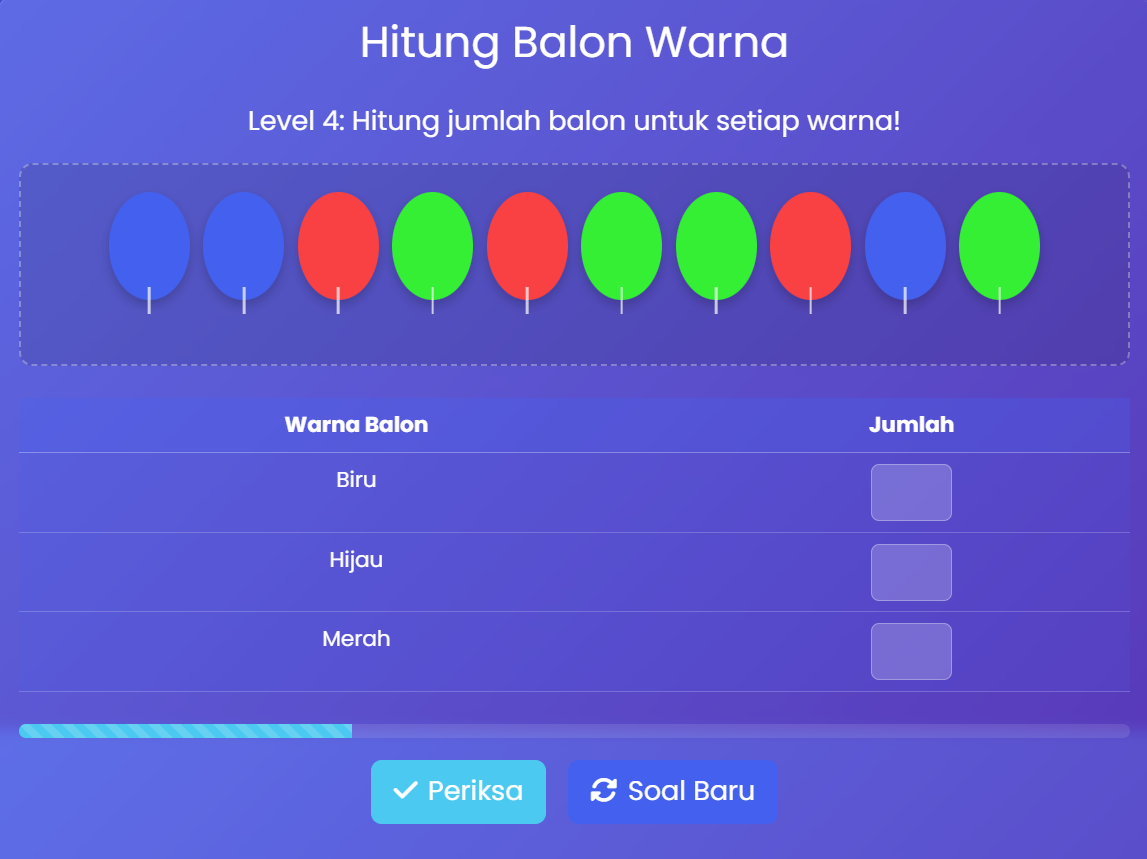 Hitung Balon Warna
Level 4: Hitung jumlah balon untuk setiap warna!
Warna Balon Jumlah
Biru
Hijau
Merah
Periksa Soal Baru